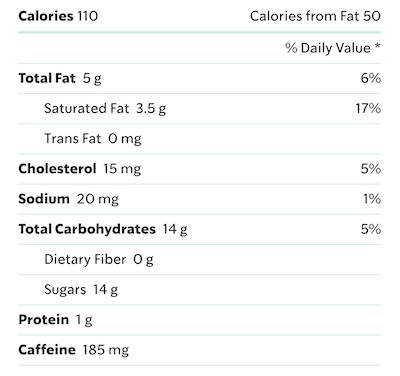 Calories 110 Calories from Fat 50
% Daily Value *
Total Fat 5 g 6%
Saturated Fat 3.5 g 17%
Trans Fat 0 mg
Cholesterol 15 mg 5%
Sodium 20 mg 1%
Total Carbohydrates 14 g 5%
Dietary Fiber 0 g
Sugars 14 g
Protein 1 g
Caffeine 185 mg